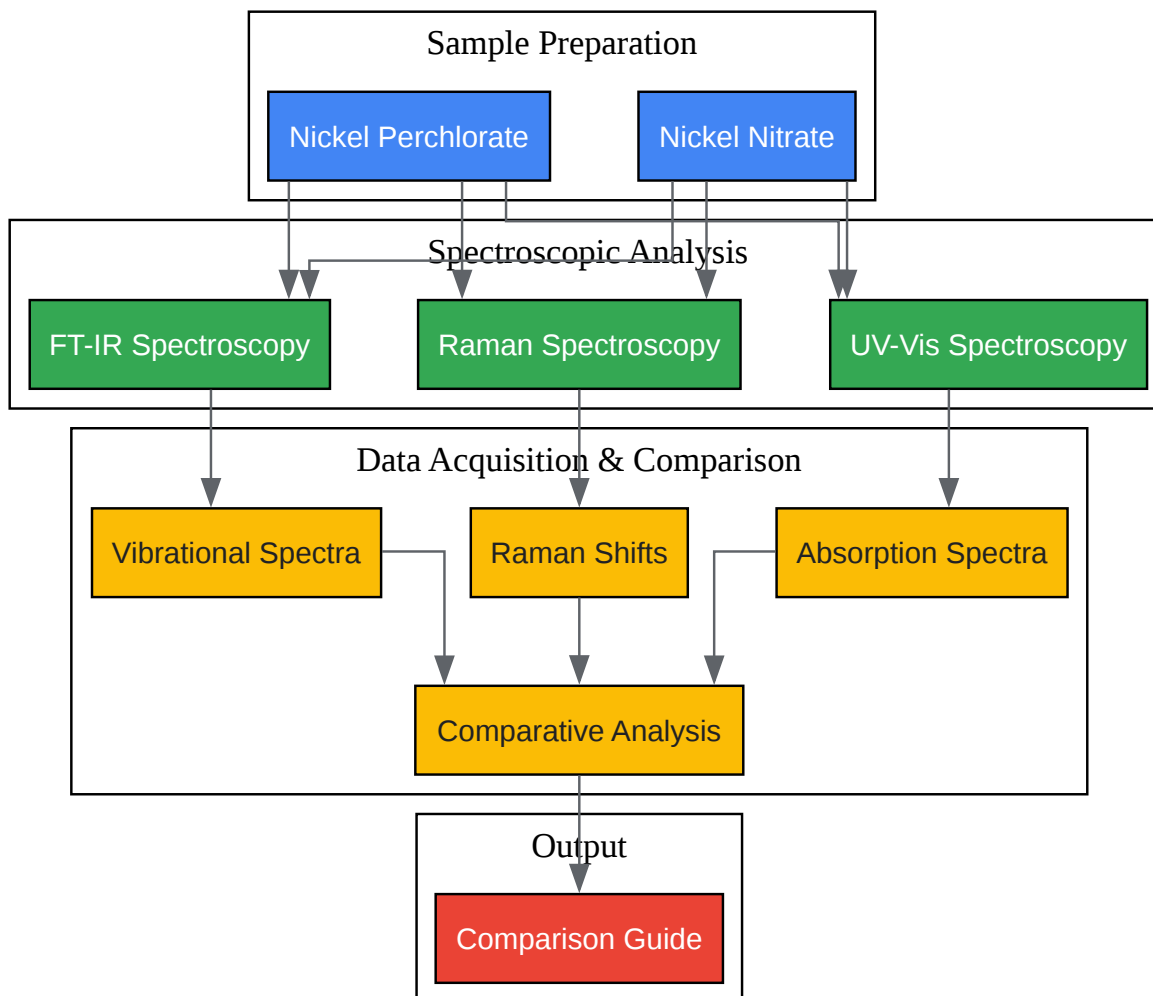 Sample Preparation
Nickel Perchlorate
Nickel Nitrate
Spectroscopic Analysis
FT-IR Spectroscopy
Raman Spectroscopy
UV-Vis Spectroscopy
Data Acquisition & Comparison
Vibrational Spectra
Raman Shifts
Absorption Spectra
Comparative Analysis
Output
Comparison Guide